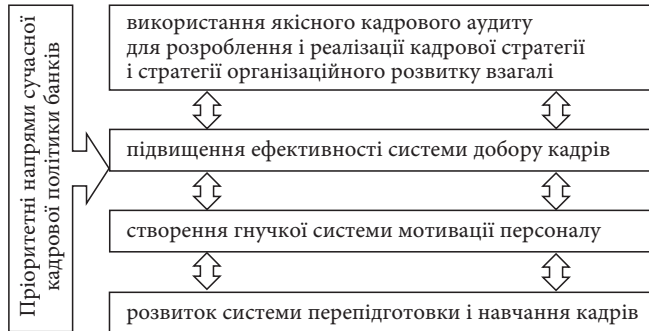 Пріоритетні напрями сучасної
кадрової політики банків
використання якісного кадрового аудиту
для розроблення і реалізації кадрової стратегії
і стратегії організаційного розвитку взагалі
підвищення ефективності системи добору кадрів
створення гнучкої системи мотивації персоналу
розвиток системи перепідготовки і навчання кадрів